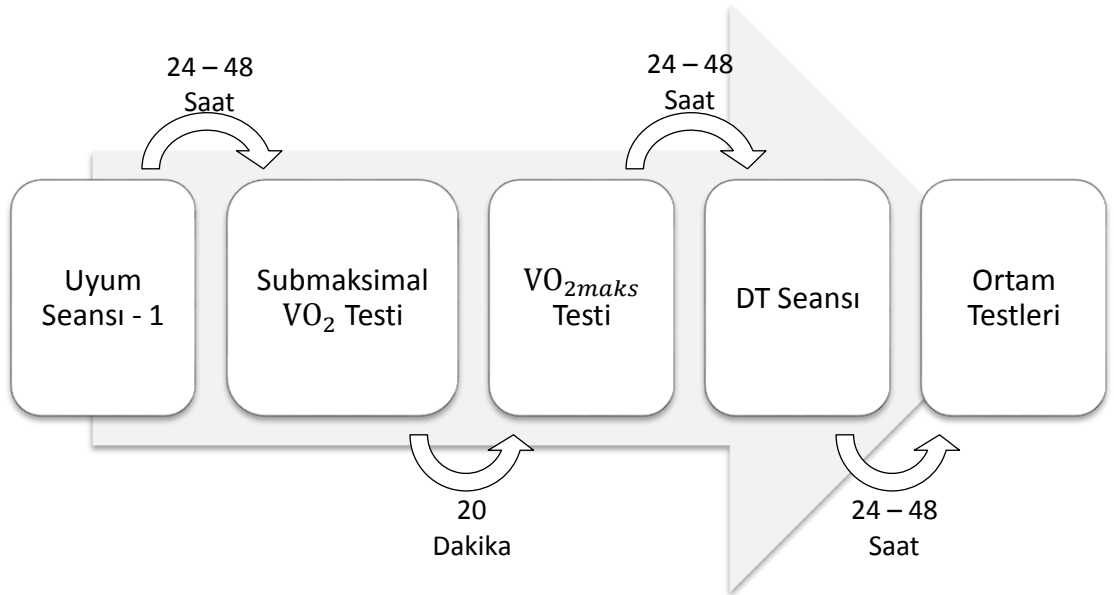 24 – 48
Saat
24 – 48
Saat
Uyum
Seansı - 1
Submaksimal
VO₂ Testi
VO₂ₘₐₖₛ
Testi
DT Seansı
Ortam
Testleri
20
Dakika
24 – 48
Saat